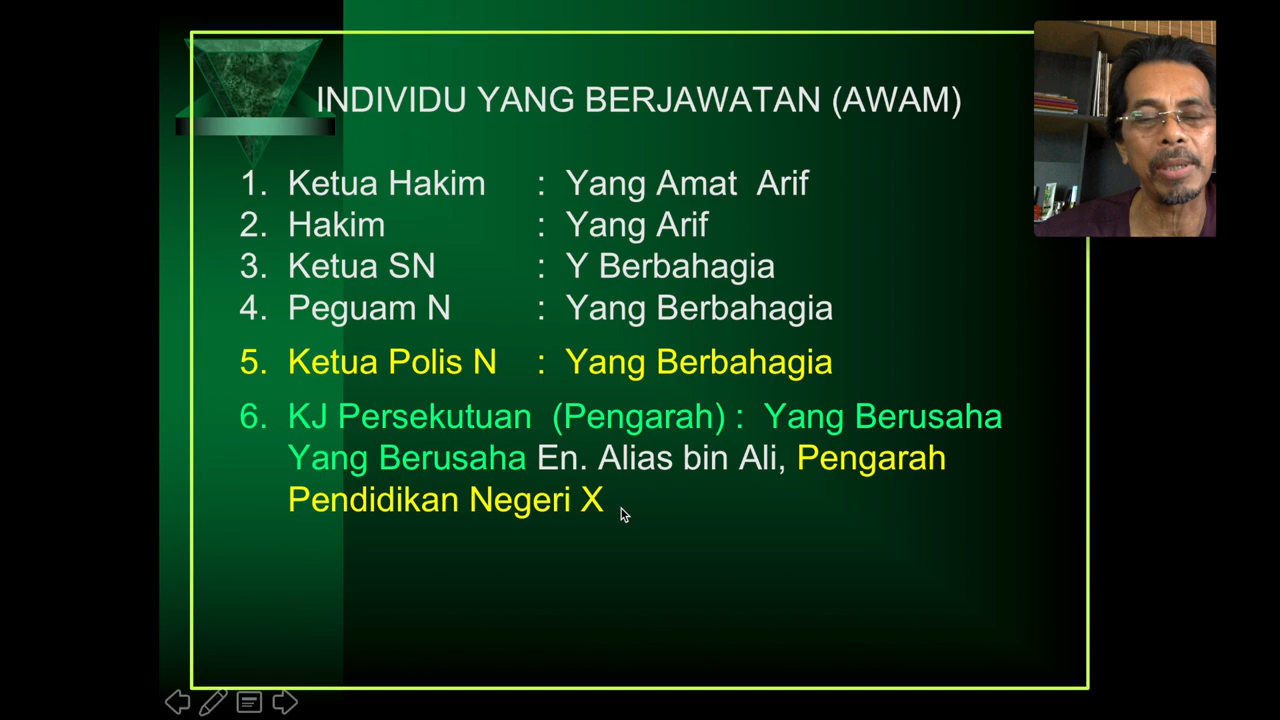 INDIVIDU YANG BERJAWATAN (AWAM)
1. Ketua Hakim : Yang Amat Arif
2. Hakim : Yang Arif
3. Ketua SN : Y Berbahagia
4. Peguam N : Yang Berbahagia
5. Ketua Polis N : Yang Berbahagia
6. KJ Persekutuan (Pengarah) : Yang Berusaha
Yang Berusaha En. Alias bin Ali, Pengarah
Pendidikan Negeri X